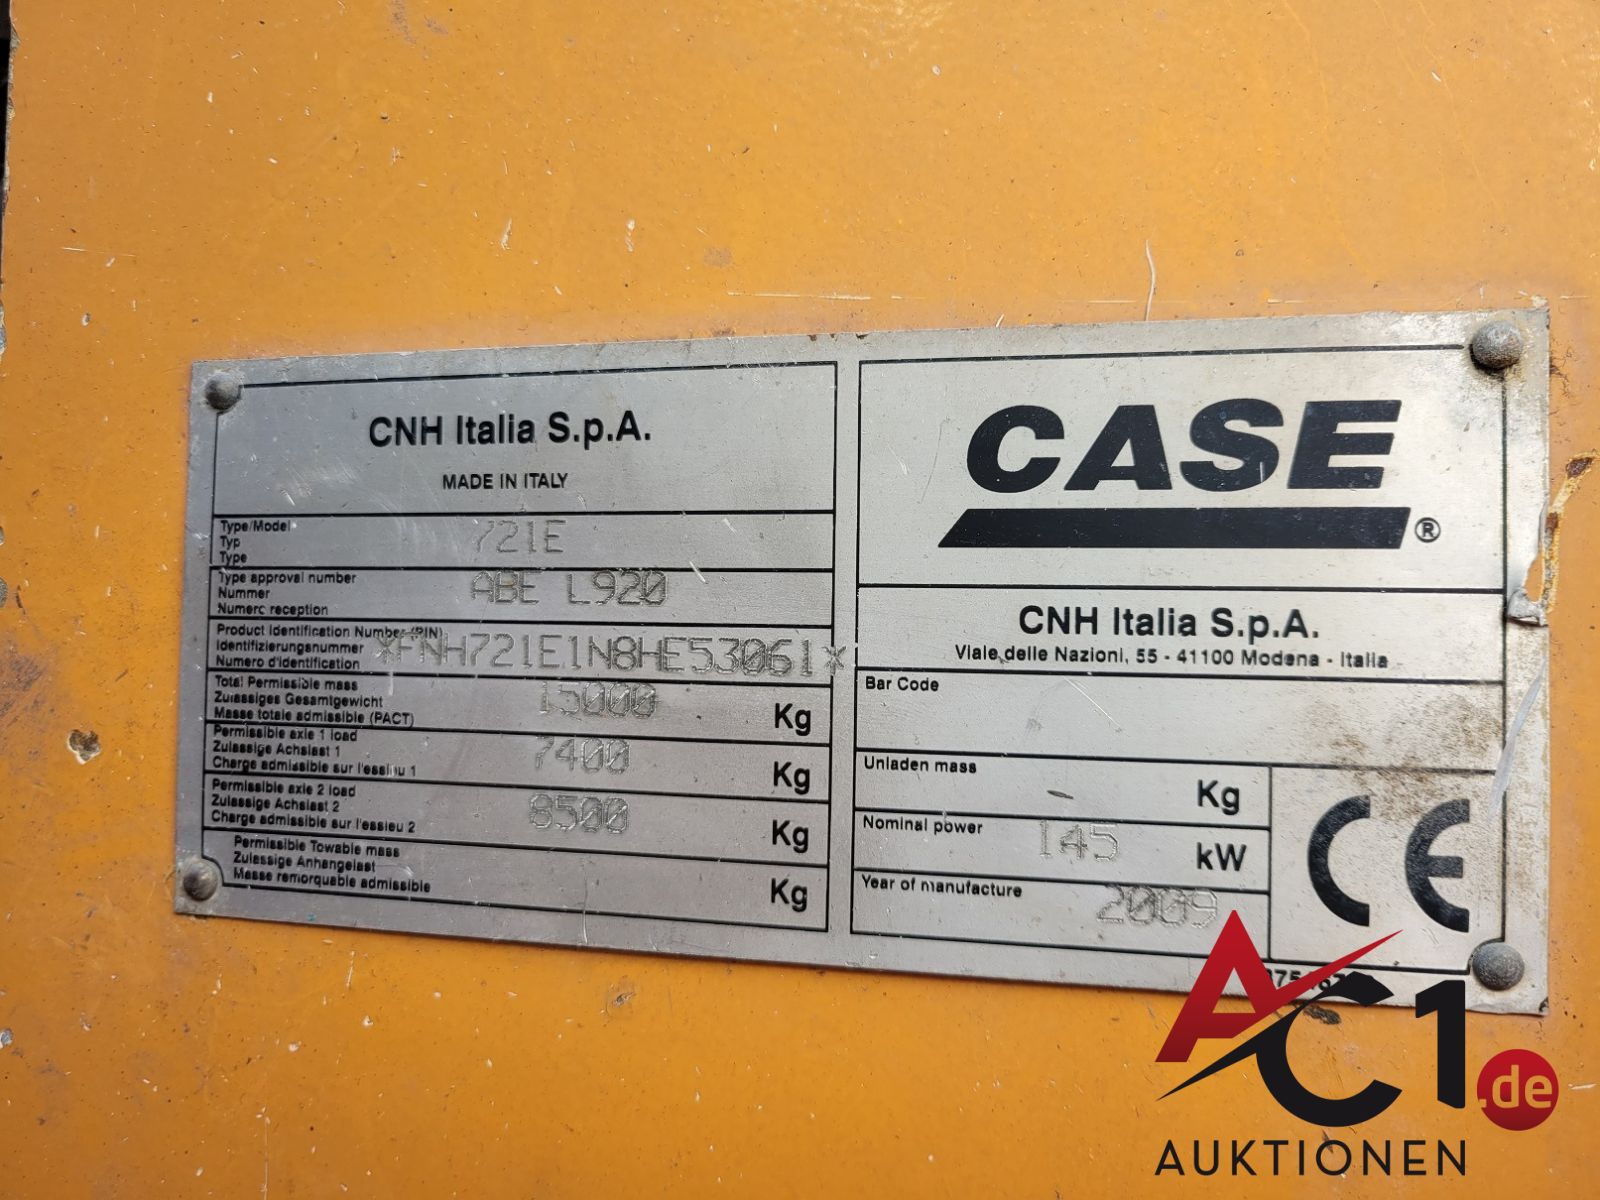 CNH Italia S.p.A.
MADE IN ITALY
Type/Model
Typ
Type
721E
Type approval number
Nummer
Numero reception
ABE L920
Product Identification Number (PIN)
Identifizierungsnummer
Numero d'identification
*FNH721E1N8HE53061*
Total Permissible mass
Zulässiges Gesamtgewicht
Masse totale admissible (PACT)
15000
Kg
Permissible axle 1 load
Zulässige Achslast 1
Charge admissible sur l'essieu 1
7400
Kg
Permissible axle 2 load
Zulässige Achslast 2
Charge admissible sur l'essieu 2
8500
Kg
Permissible Towable mass
Zulässige Anhangelast
Masse remorquable admissible
Kg
CASE
®
CNH Italia S.p.A.
Viale delle Nazioni, 55 - 41100 Modena - Italia
Bar Code
Unladen mass
-
Kg
Nominal power
145
kW
Year of manufacture
2009
CE
AC1.de
AUKTIONEN